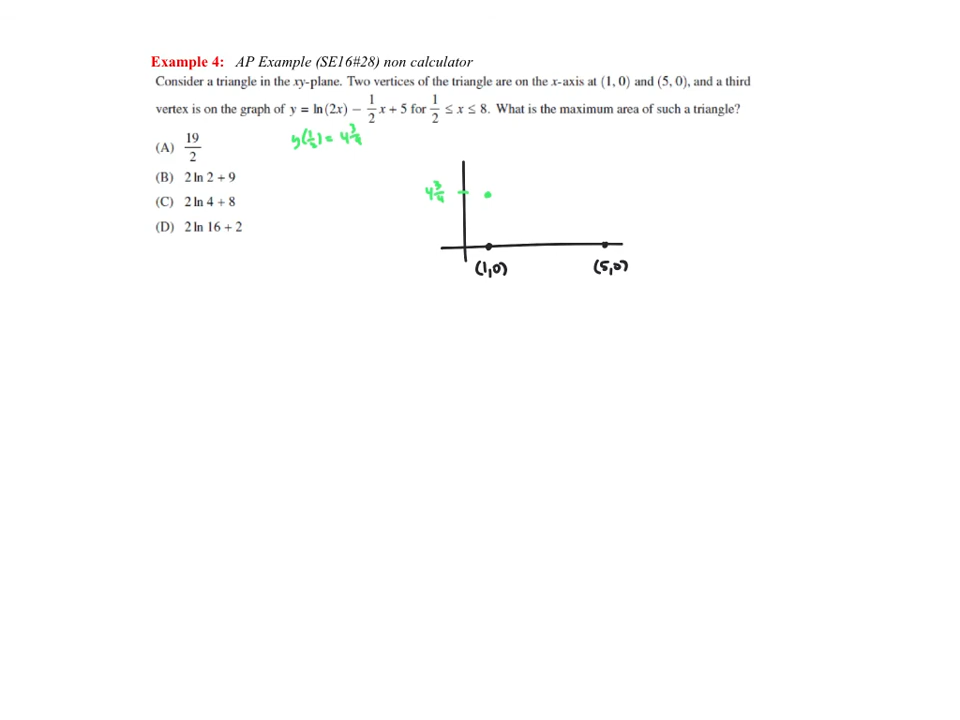 Example 4: AP Example (SE16#28) non calculator
Consider a triangle in the xy-plane. Two vertices of the triangle are on the x-axis at (1, 0) and (5, 0), and a third
vertex is on the graph of y = ln(2x) − 1/2 x + 5 for 1/2 ≤ x ≤ 8. What is the maximum area of such a triangle?
y(1/2) = 4 3/4
(A) 19/2
(B) 2 ln 2 + 9
(C) 2 ln 4 + 8
(D) 2 ln 16 + 2
4 3/4
(1,0)
(5,0)